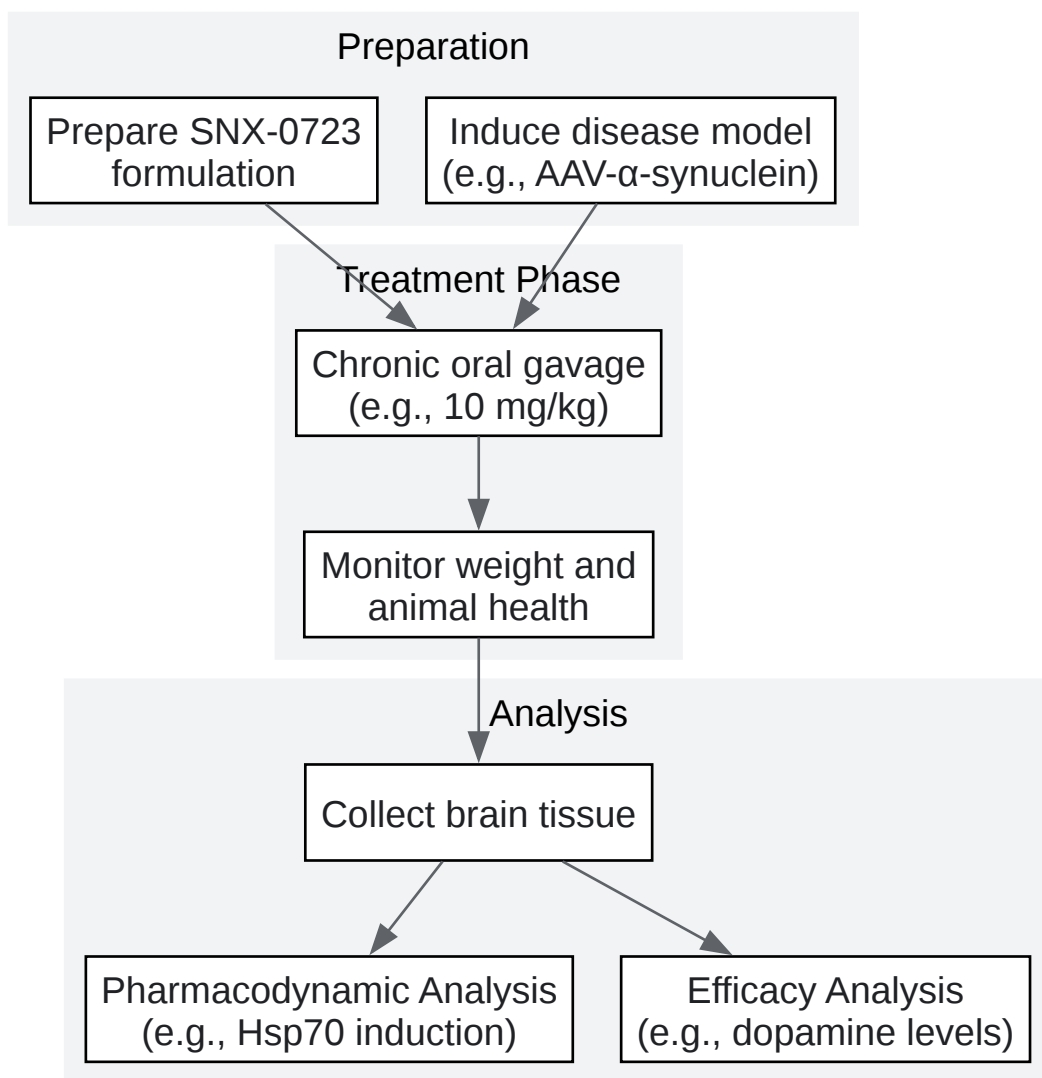 Preparation
Prepare SNX-0723
formulation
Induce disease model
(e.g., AAV-α-synuclein)
Treatment Phase
Chronic oral gavage
(e.g., 10 mg/kg)
Monitor weight and
animal health
Analysis
Collect brain tissue
Pharmacodynamic Analysis
(e.g., Hsp70 induction)
Efficacy Analysis
(e.g., dopamine levels)